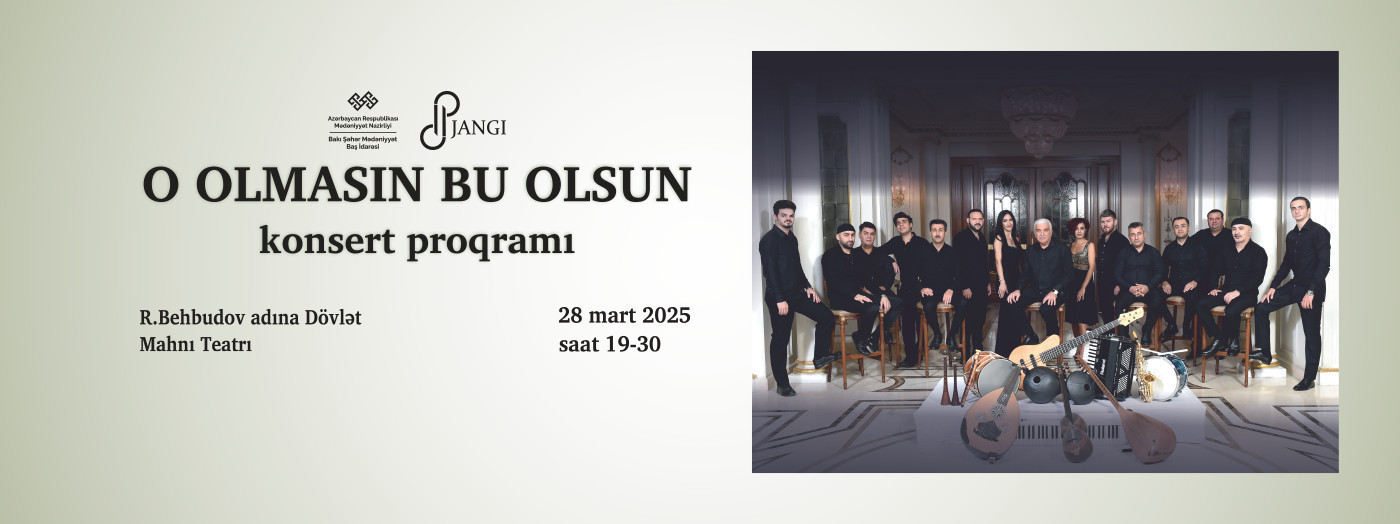 Azərbaycan Respublikası
Mədəniyyət Nazirliyi
Bakı Şəhər Mədəniyyət
Baş İdarəsi
JANGI
O OLMASIN BU OLSUN
konsert proqramı
R.Behbudov adına Dövlət
Mahnı Teatrı
28 mart 2025
saat 19-30